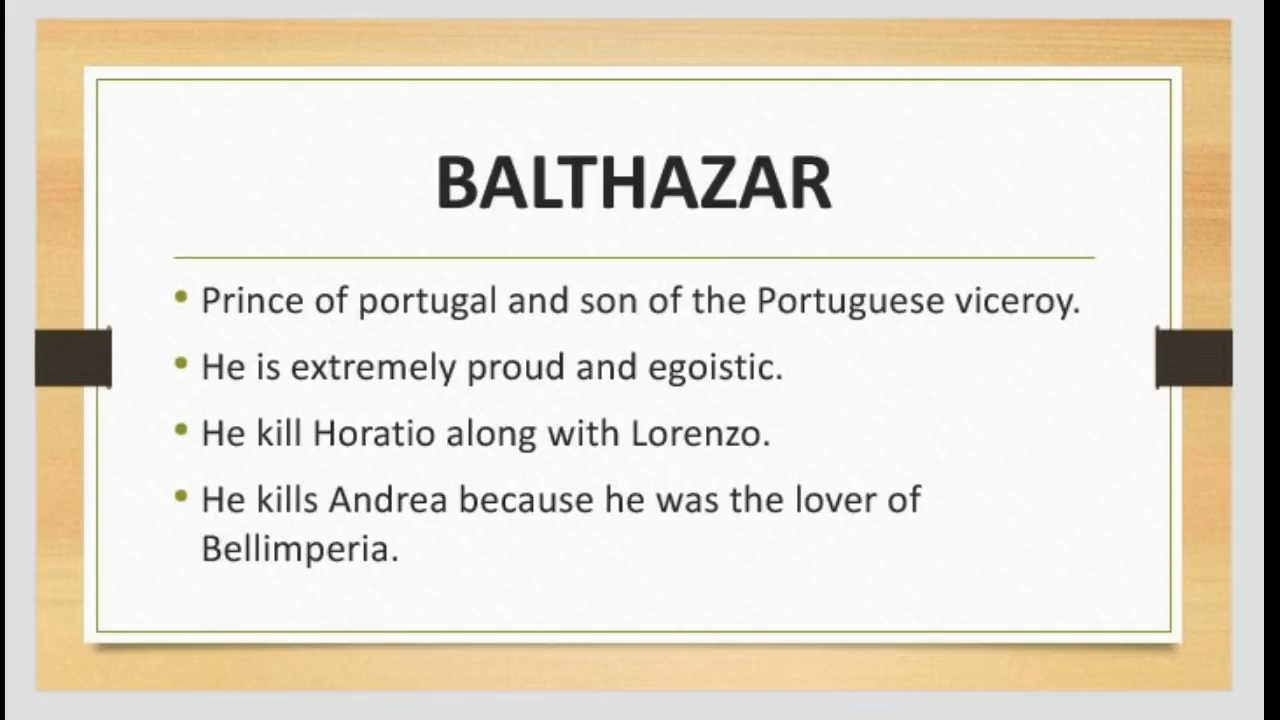 BALTHAZAR
• Prince of portugal and son of the Portuguese viceroy.
• He is extremely proud and egoistic.
• He kill Horatio along with Lorenzo.
• He kills Andrea because he was the lover of
Bellimperia.